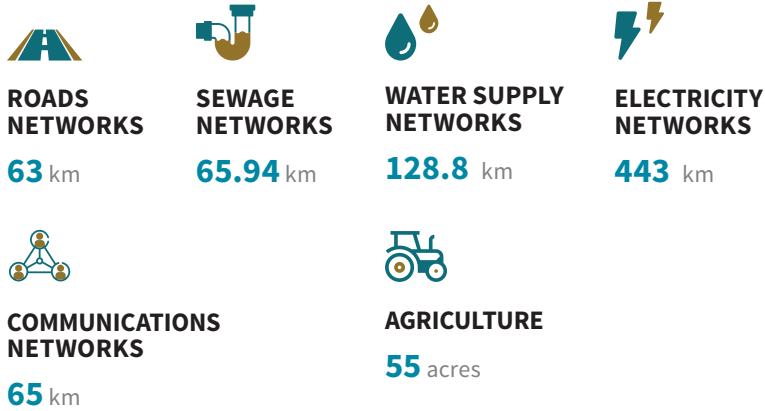 ROADS
NETWORKS
63 km
SEWAGE
NETWORKS
65.94 km
WATER SUPPLY
NETWORKS
128.8 km
ELECTRICITY
NETWORKS
443 km
COMMUNICATIONS
NETWORKS
65 km
AGRICULTURE
55 acres